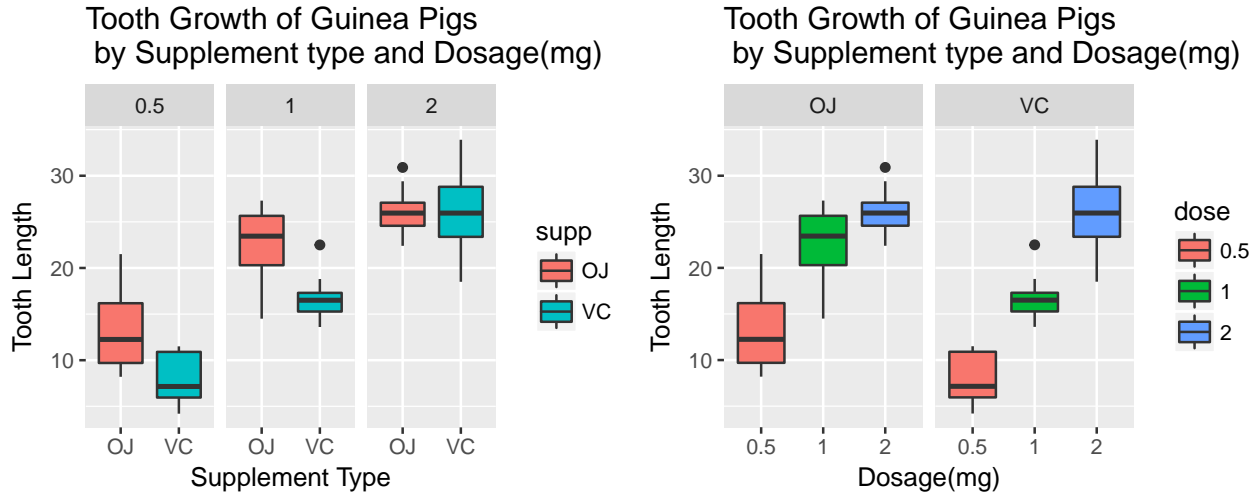 Tooth Growth of Guinea Pigs
by Supplement type and Dosage(mg)
0.5 1 2
30
20
10
Tooth Length
OJ VC OJ VC OJ VC
Supplement Type
supp
OJ
VC
Tooth Growth of Guinea Pigs
by Supplement type and Dosage(mg)
OJ VC
30
20
10
Tooth Length
0.5 1 2 0.5 1 2
Dosage(mg)
dose
0.5
1
2